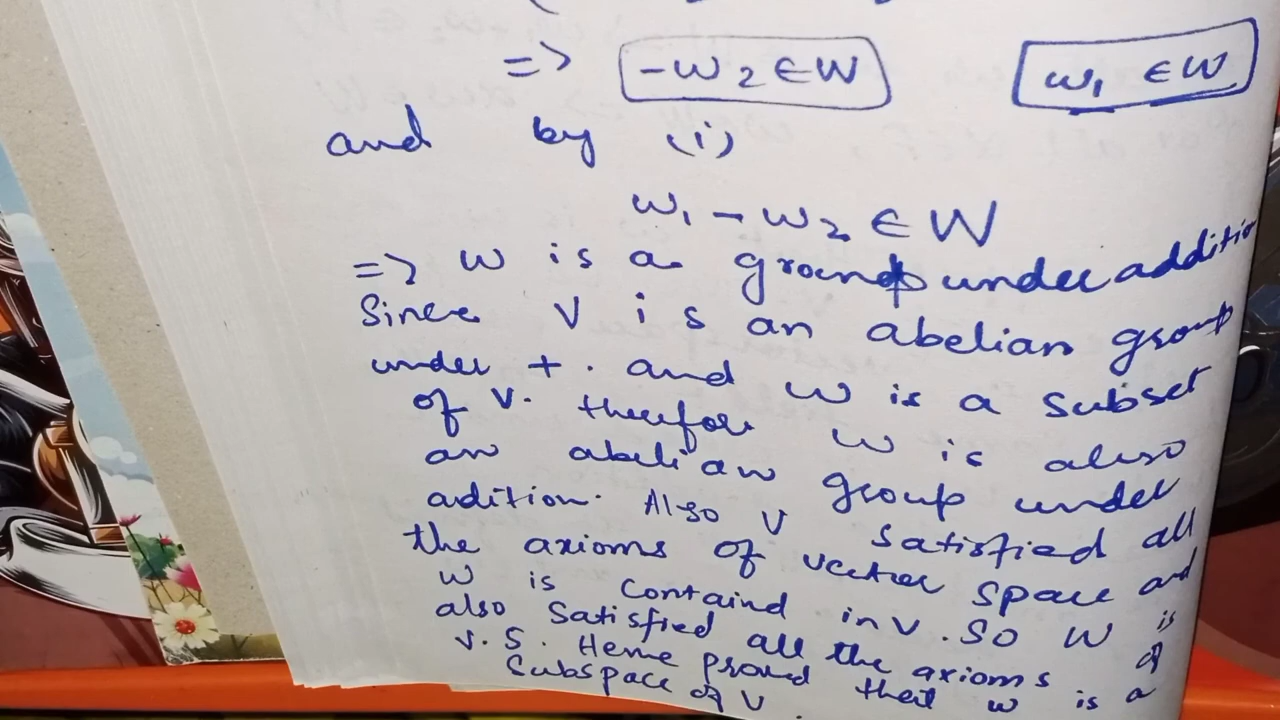 => -w2 ∈ W w1 ∈ W
and by (i)
w1 - w2 ∈ W
=> W is a group under additio
Since V is an abelian group
under +. and W is a subset
of V. therefore W is also
an abelian group under
adition. Also V satisfied all
the axioms of vector space and
W is Containd in V. So W is
also Satisfied all the axioms of
V.S. Hence proved that W is a
Subspace of V.